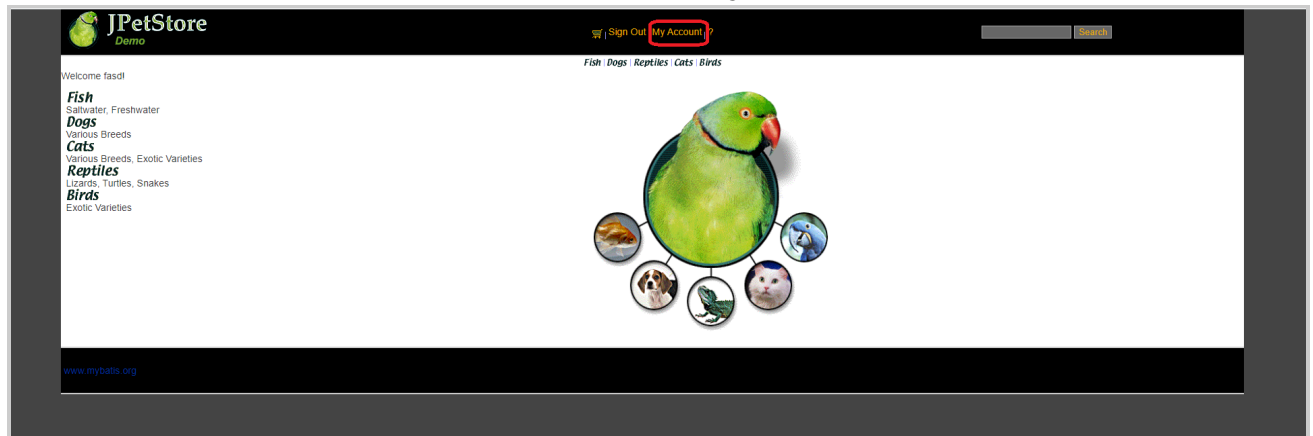 JPetStore
Demo
| Sign Out | My Account | ?
Search
Fish | Dogs | Reptiles | Cats | Birds
Welcome fasd!
Fish
Saltwater, Freshwater
Dogs
Various Breeds
Cats
Various Breeds, Exotic Varieties
Reptiles
Lizards, Turtles, Snakes
Birds
Exotic Varieties
www.mybatis.org